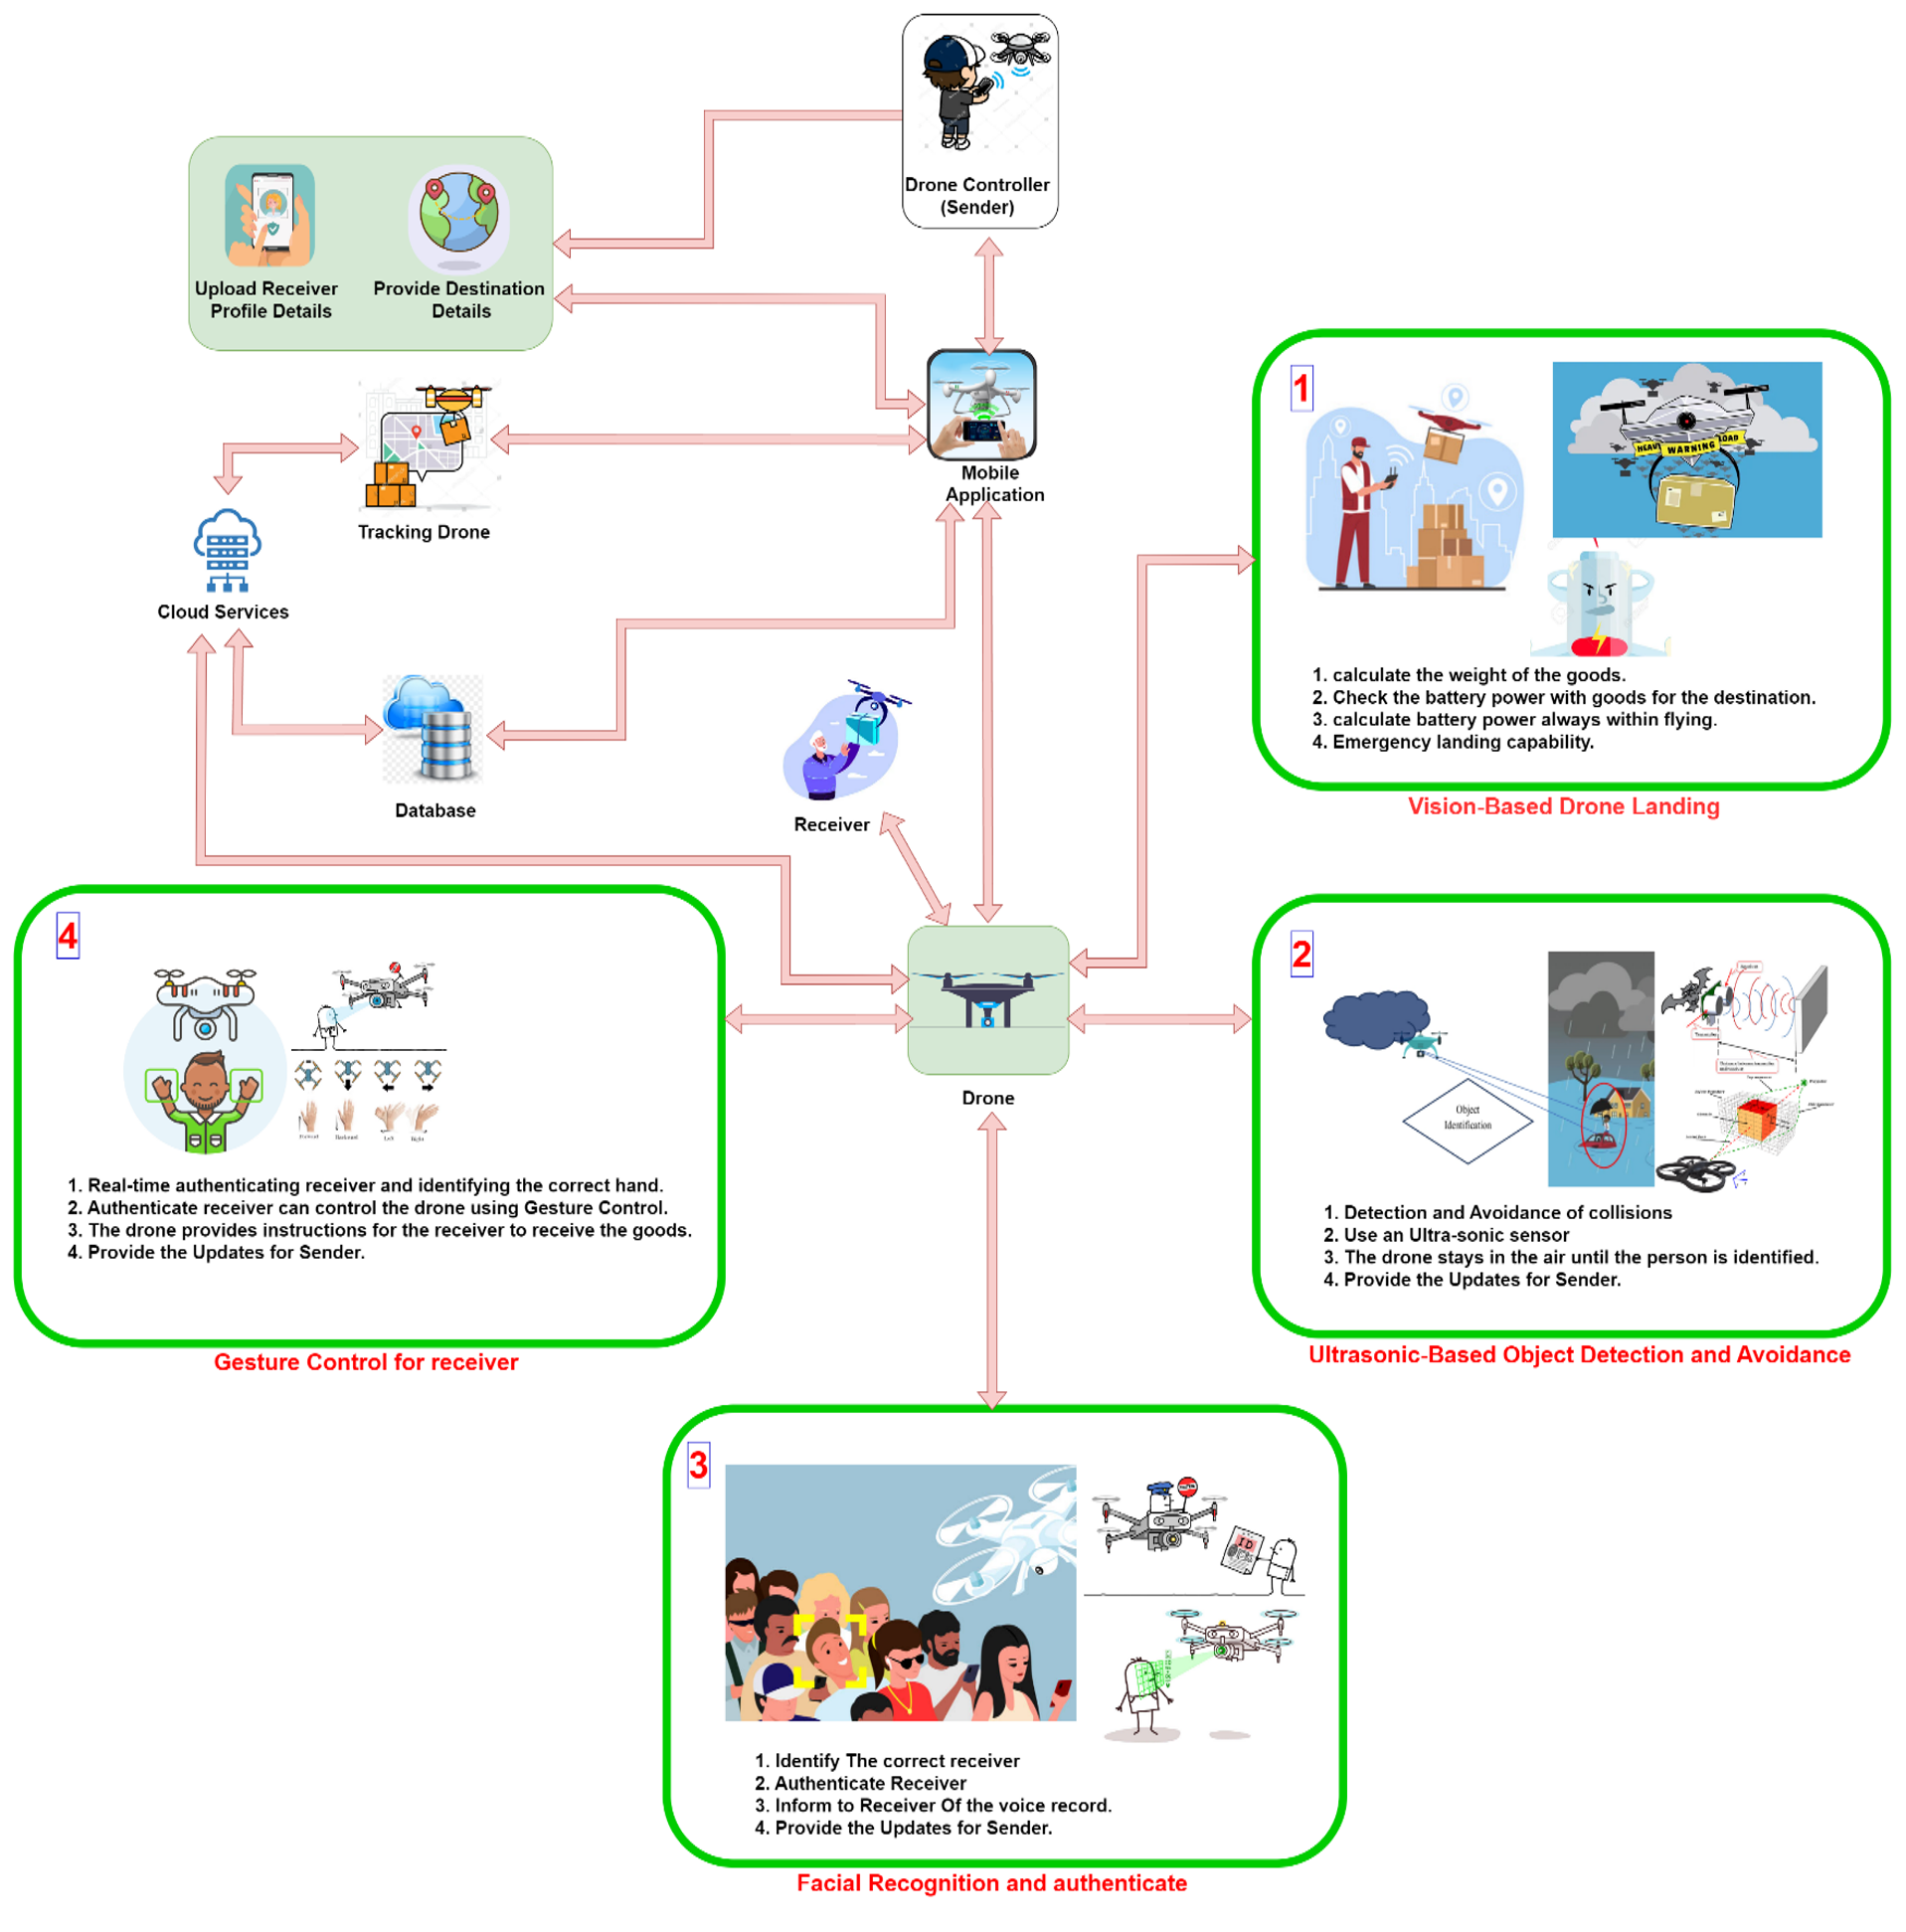 Drone Controller
(Sender)
Upload Receiver
Profile Details
Provide Destination
Details
Mobile
Application
Tracking Drone
Cloud Services
Database
Receiver
Drone
1
HEAVY WARNING LOAD
1. calculate the weight of the goods.
2. Check the battery power with goods for the destination.
3. calculate battery power always within flying.
4. Emergency landing capability.
Vision-Based Drone Landing
2
Object
Identification
1. Detection and Avoidance of collisions
2. Use an Ultra-sonic sensor
3. The drone stays in the air until the person is identified.
4. Provide the Updates for Sender.
Ultrasonic-Based Object Detection and Avoidance
4
Forward
Backward
Left
Right
1. Real-time authenticating receiver and identifying the correct hand.
2. Authenticate receiver can control the drone using Gesture Control.
3. The drone provides instructions for the receiver to receive the goods.
4. Provide the Updates for Sender.
Gesture Control for receiver
3
ID
1. Identify The correct receiver
2. Authenticate Receiver
3. Inform to Receiver Of the voice record.
4. Provide the Updates for Sender.
Facial Recognition and authenticate